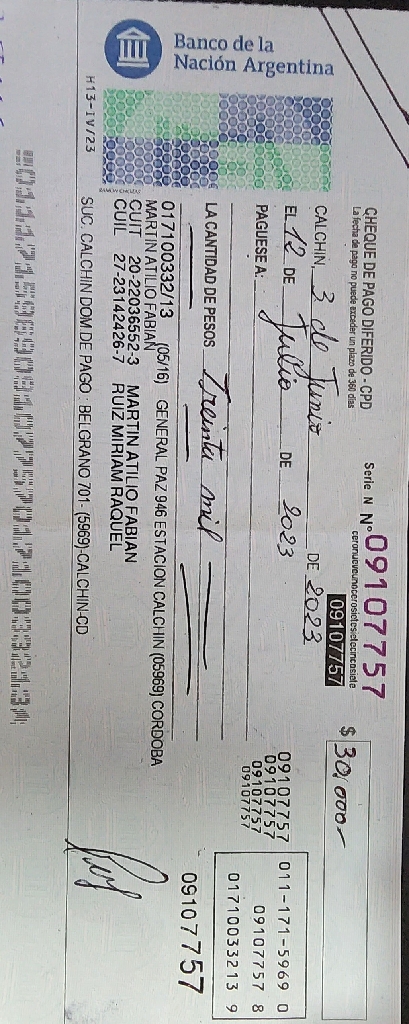 Banco de la
Nación Argentina
CHEQUE DE PAGO DIFERIDO - CPD
La fecha de pago no puede exceder un plazo de 360 días
Serie N Nº 09107757
ceronueveunocerosietesietecincosiete
09107757
$ 30,000-
CALCHIN, 3 de Junio DE 2023
EL 12 DE Julio DE 2023
PAGUESE A:
LA CANTIDAD DE PESOS Treinta mil
09107757
09107757
09107757
09107757
011-171-5969 0
09107757 8
01710033213 9
017100332/13 (05/16) GENERAL PAZ 946 ESTACION CALCHIN (05969) CORDOBA
MARTIN ATILIO FABIAN
CUIT 20-22036552-3 MARTIN ATILIO FABIAN
CUIL 27-23142426-7 RUIZ MIRIAM RAQUEL
09107757
SUC. CALCHIN DOM DE PAGO : BELGRANO 701- (5969)-CALCHIN-CD
H13-IV/23